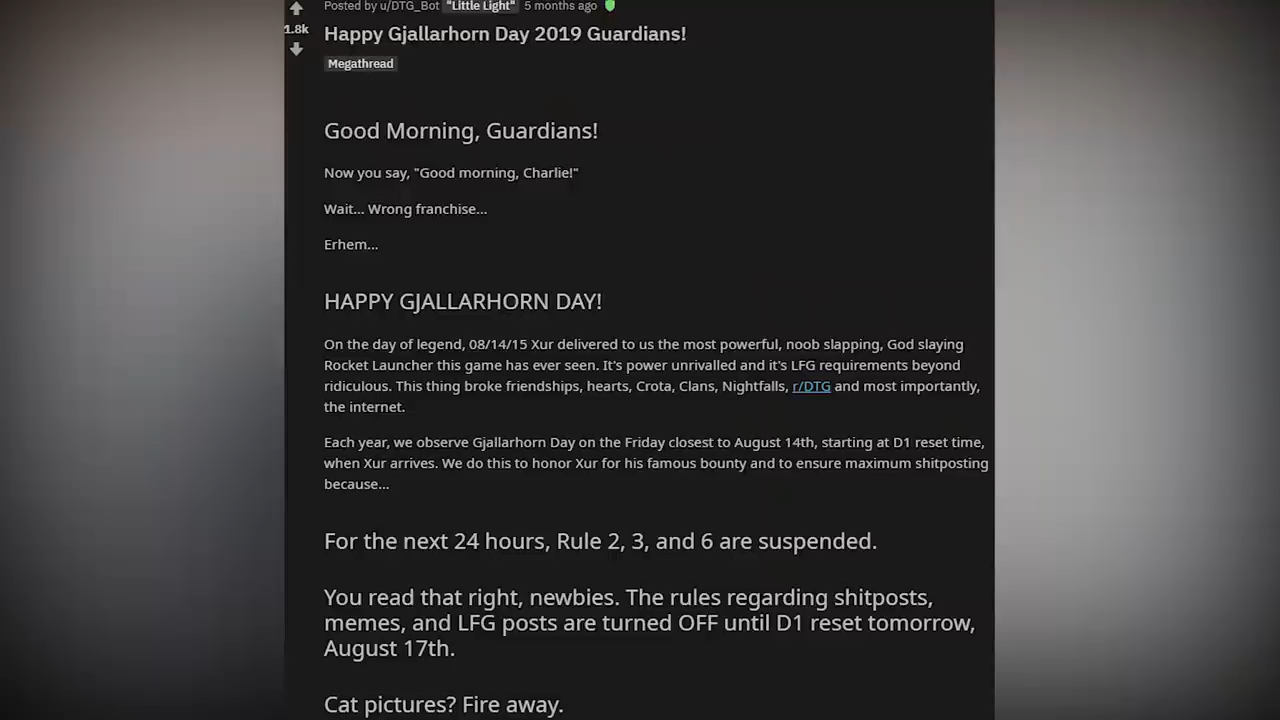 Posted by u/DTG_Bot "Little Light" 5 months ago
1.8k
Happy Gjallarhorn Day 2019 Guardians!
Megathread
Good Morning, Guardians!
Now you say, "Good morning, Charlie!"
Wait... Wrong franchise...
Erhem...
HAPPY GJALLARHORN DAY!
On the day of legend, 08/14/15 Xur delivered to us the most powerful, noob slapping, God slaying
Rocket Launcher this game has ever seen. It's power unrivalled and it's LFG requirements beyond
ridiculous. This thing broke friendships, hearts, Crota, Clans, Nightfalls, r/DTG and most importantly,
the internet.
Each year, we observe Gjallarhorn Day on the Friday closest to August 14th, starting at D1 reset time,
when Xur arrives. We do this to honor Xur for his famous bounty and to ensure maximum shitposting
because...
For the next 24 hours, Rule 2, 3, and 6 are suspended.
You read that right, newbies. The rules regarding shitposts,
memes, and LFG posts are turned OFF until D1 reset tomorrow,
August 17th.
Cat pictures? Fire away.